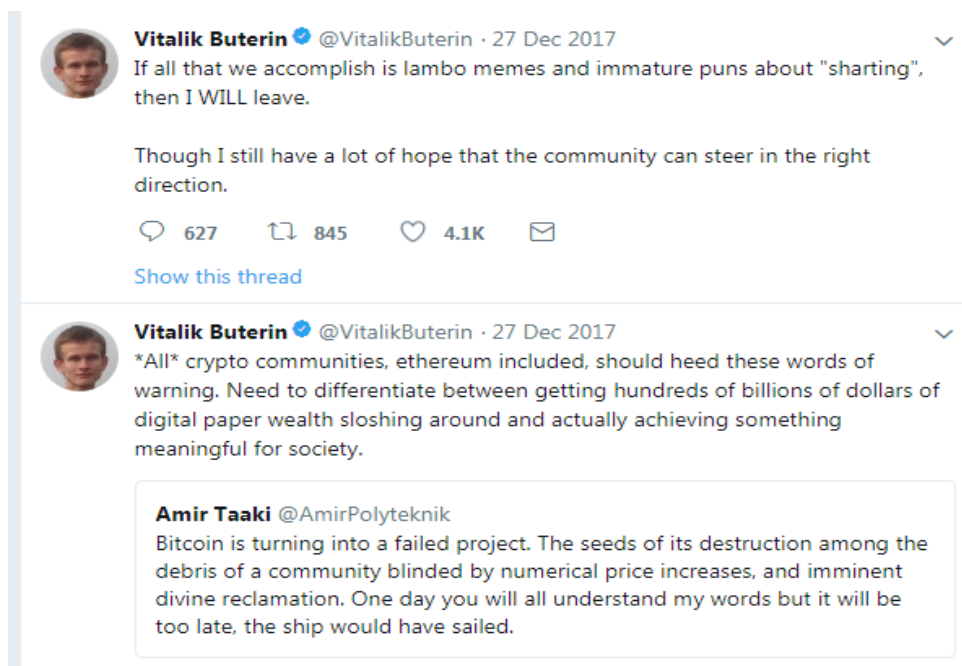 Vitalik Buterin @VitalikButerin · 27 Dec 2017
If all that we accomplish is lambo memes and immature puns about "sharting",
then I WILL leave.
Though I still have a lot of hope that the community can steer in the right
direction.
627 845 4.1K
Show this thread
Vitalik Buterin @VitalikButerin · 27 Dec 2017
*All* crypto communities, ethereum included, should heed these words of
warning. Need to differentiate between getting hundreds of billions of dollars of
digital paper wealth sloshing around and actually achieving something
meaningful for society.
Amir Taaki @AmirPolyteknik
Bitcoin is turning into a failed project. The seeds of its destruction among the
debris of a community blinded by numerical price increases, and imminent
divine reclamation. One day you will all understand my words but it will be
too late, the ship would have sailed.